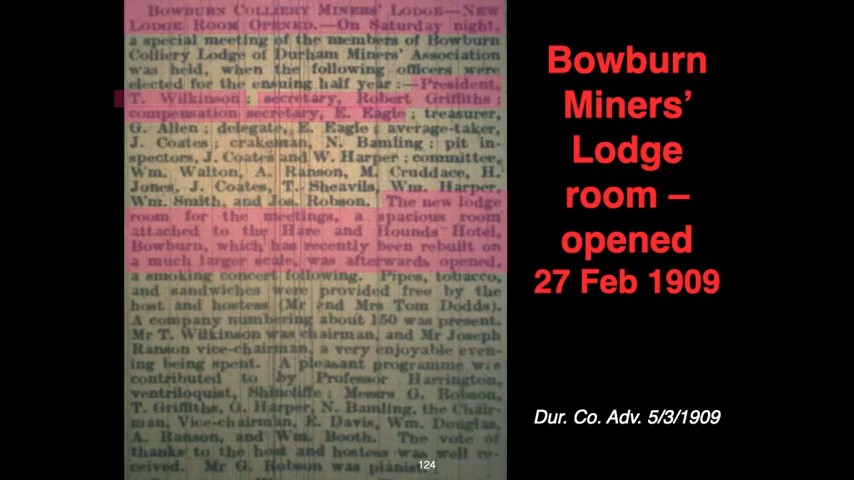 BOWBURN COLLIERY MINERS' LODGE—NEW
LODGE ROOM OPENED.—On Saturday night,
a special meeting of the members of Bowburn
Colliery Lodge of Durham Miners' Association
was held, when the following officers were
elected for the ensuing half year :—President,
T. Wilkinson ; secretary, Robert Griffiths ;
compensation secretary, E. Eagle ; treasurer,
G. Allen ; delegate, E. Eagle ; average-taker,
J. Coates ; crakeman, N. Bamling ; pit in-
spectors, J. Coates and W. Harper ; committee,
Wm. Walton, A. Ranson, M. Cruddace, H.
Jones, J. Coates, T. Sheavils, Wm. Harper,
Wm. Smith, and Jos. Robson. The new lodge
room for the meetings, a spacious room
attached to the Hare and Hounds Hotel,
Bowburn, which has recently been rebuilt on
a much larger scale, was afterwards opened,
a smoking concert following. Pipes, tobacco,
and sandwiches were provided free by the
host and hostess (Mr and Mrs Tom Dodds).
A company numbering about 150 was present.
Mr T. Wilkinson was chairman, and Mr Joseph
Ranson vice-chairman, a very enjoyable even-
ing being spent. A pleasant programme was
contributed to by Professor Harrington,
ventriloquist, Shincliffe ; Messrs G. Robson,
T. Griffiths, G. Harper, N. Bamling, the Chair-
man, Vice-chairman, E. Davis, Wm. Douglas,
A. Ranson, and Wm. Booth. The vote of
thanks to the host and hostess was well re-
ceived. Mr G. Robson was pianist.
124
Bowburn
Miners'
Lodge
room –
opened
27 Feb 1909
Dur. Co. Adv. 5/3/1909